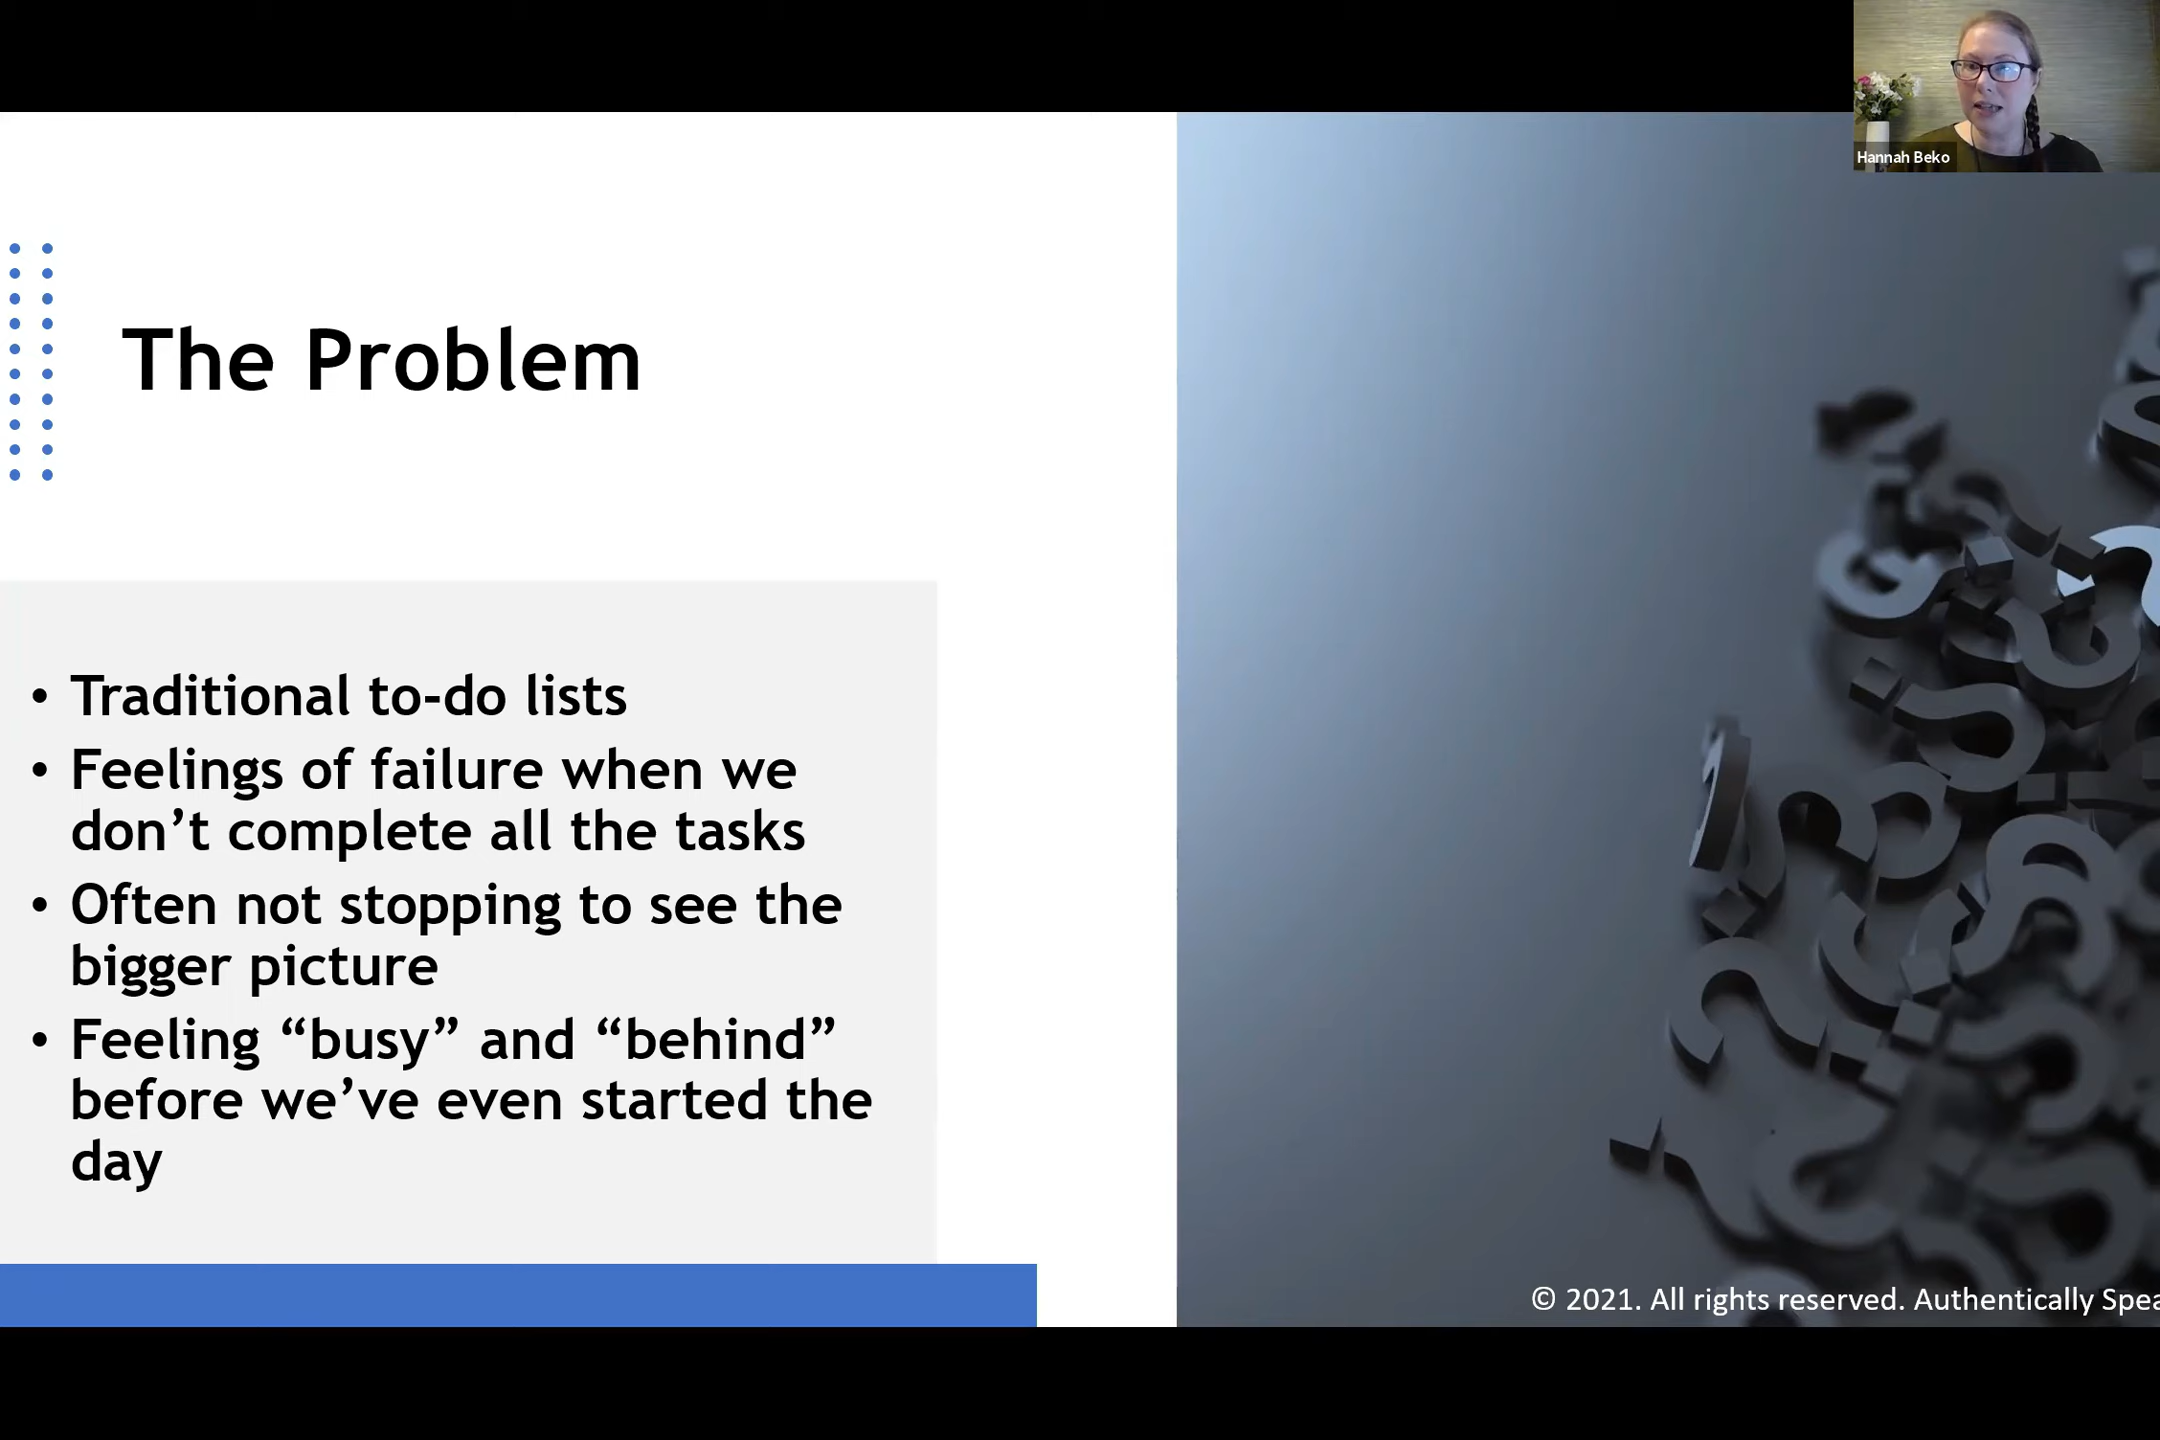 Hannah Beko
The Problem
• Traditional to-do lists
• Feelings of failure when we
don’t complete all the tasks
• Often not stopping to see the
bigger picture
• Feeling “busy” and “behind”
before we’ve even started the
day
© 2021. All rights reserved. Authentically